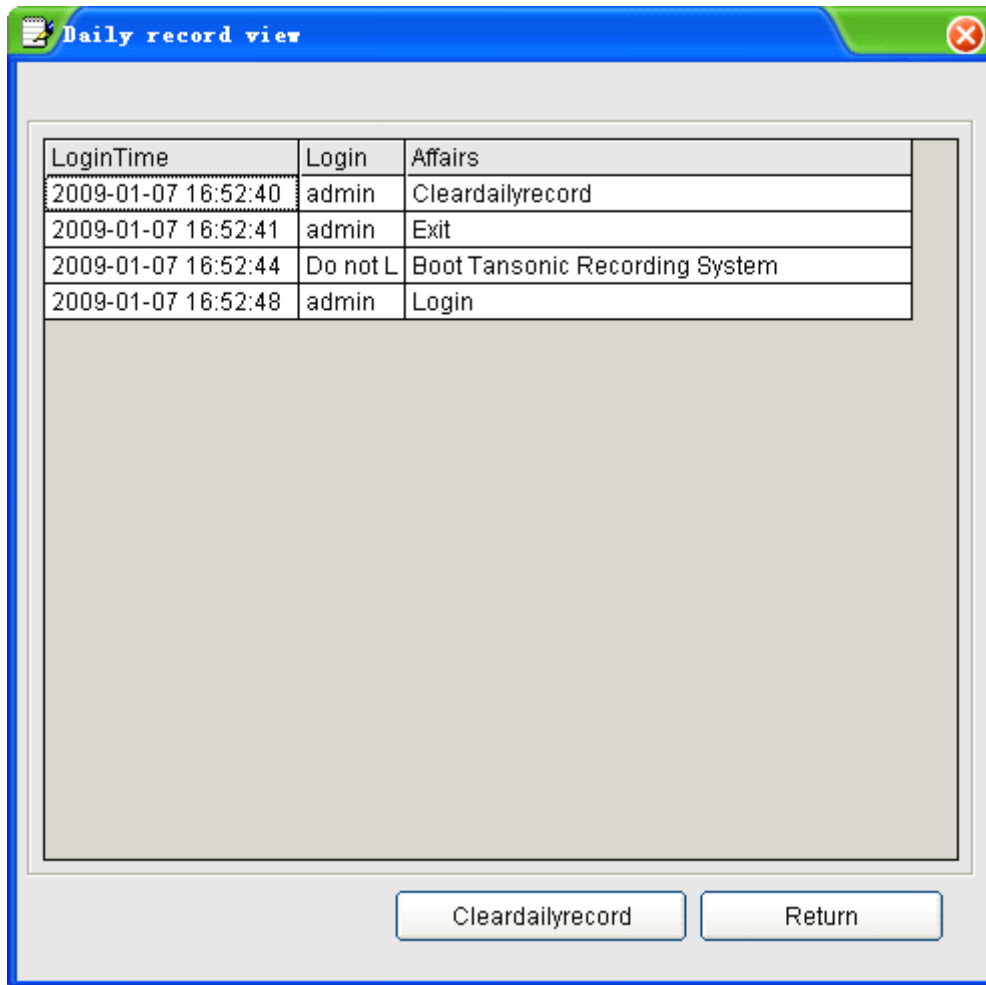 Daily record view
LoginTime Login Affairs
2009-01-07 16:52:40 admin Cleardailyrecord
2009-01-07 16:52:41 admin Exit
2009-01-07 16:52:44 Do not L Boot Tansonic Recording System
2009-01-07 16:52:48 admin Login
Cleardailyrecord Return